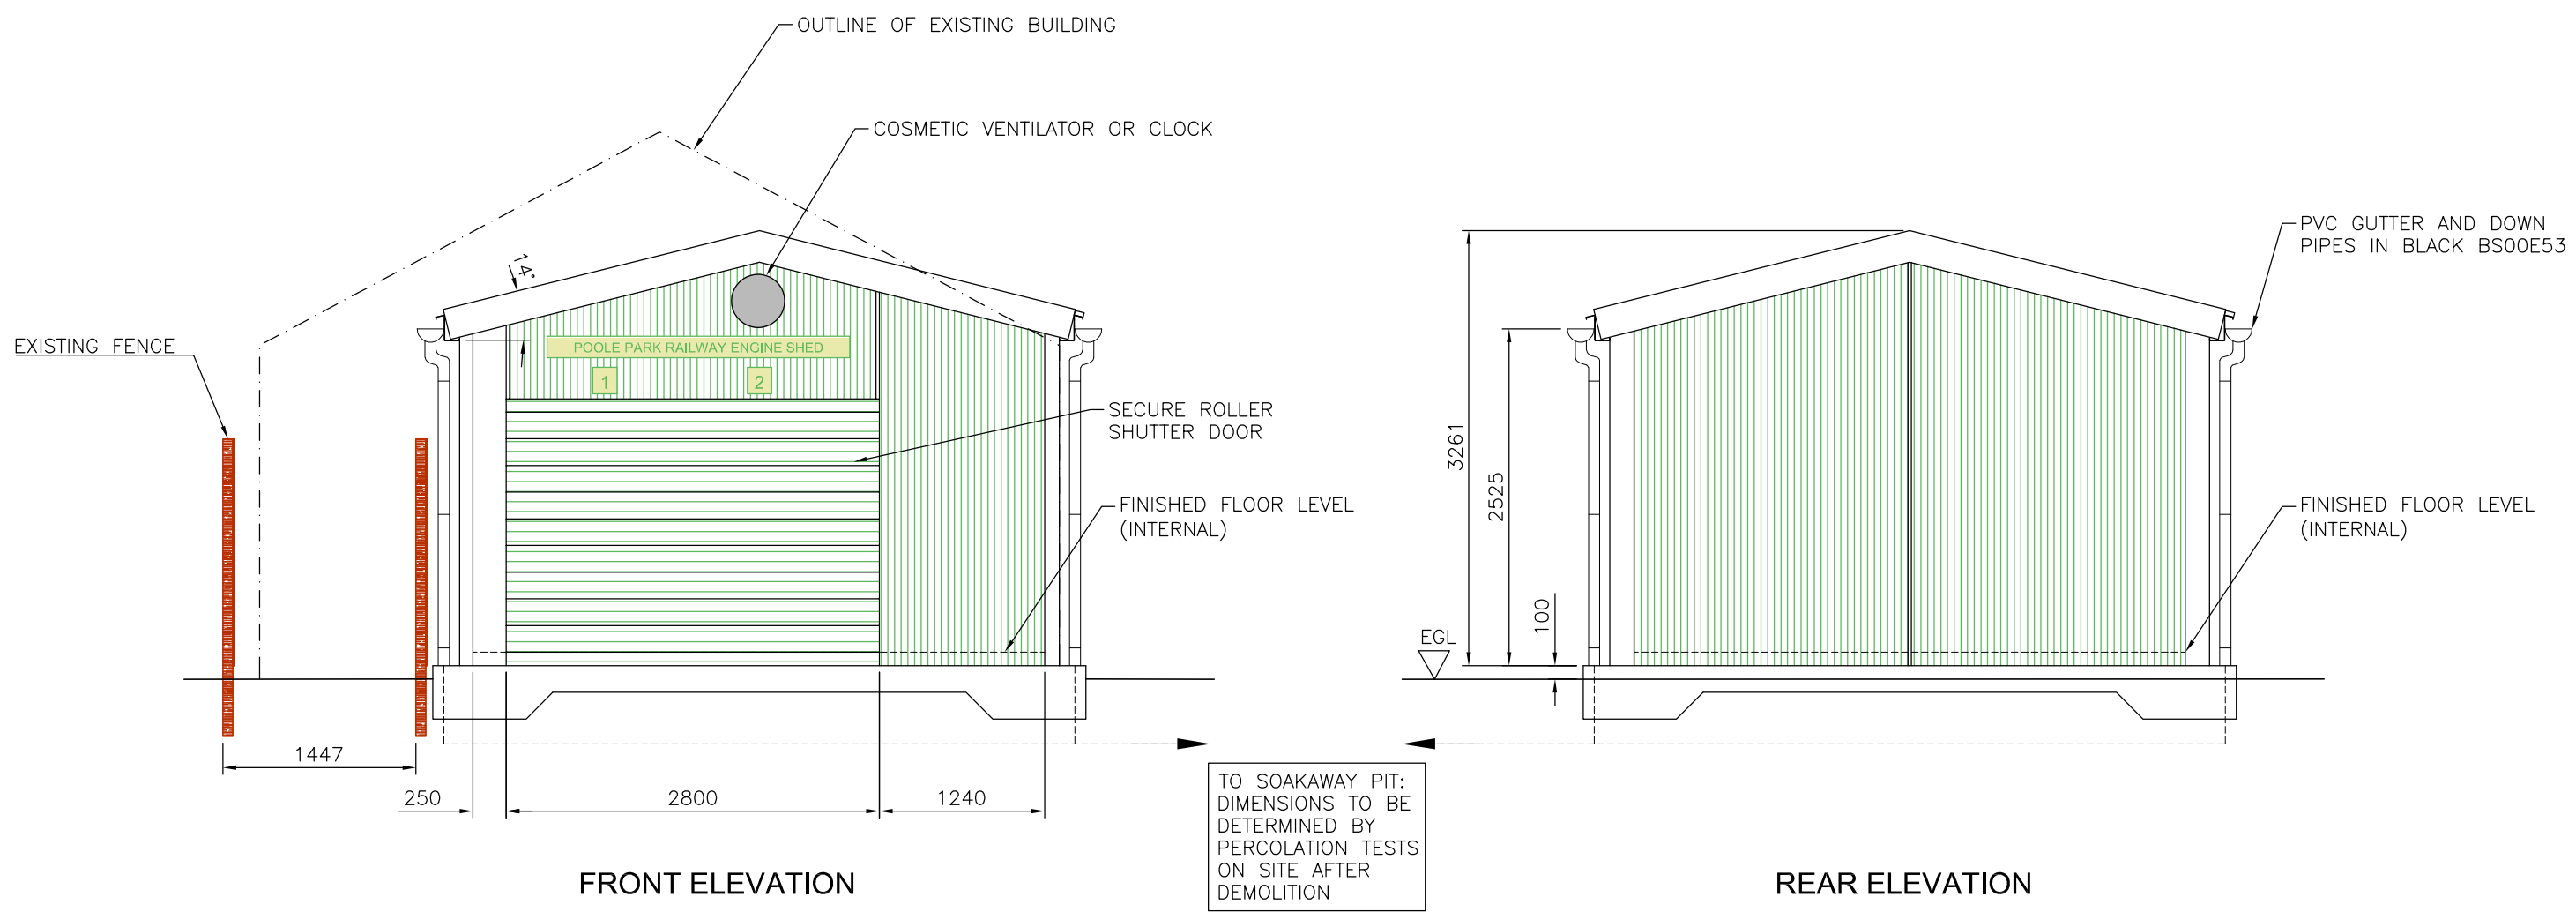 OUTLINE OF EXISTING BUILDING
COSMETIC VENTILATOR OR CLOCK
PVC GUTTER AND DOWN
PIPES IN BLACK BS00E53
14°
EXISTING FENCE
POOLE PARK RAILWAY ENGINE SHED
1
2
SECURE ROLLER
SHUTTER DOOR
3261
2525
FINISHED FLOOR LEVEL
(INTERNAL)
FINISHED FLOOR LEVEL
(INTERNAL)
100
EGL
1447
250
2800
1240
TO SOAKAWAY PIT:
DIMENSIONS TO BE
DETERMINED BY
PERCOLATION TESTS
ON SITE AFTER
DEMOLITION
FRONT ELEVATION
REAR ELEVATION